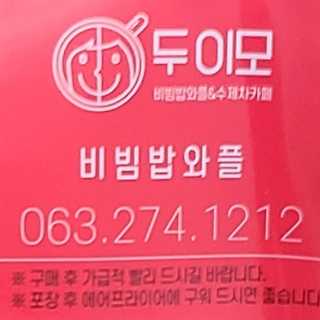 두이모
비빔밥와플&수제차카페
비빔밥와플
063.274.1212
※ 구매 후 가급적 빨리 드시길 바랍니다.
※ 포장 후 에어프라이어에 구워 드시면 좋습니다